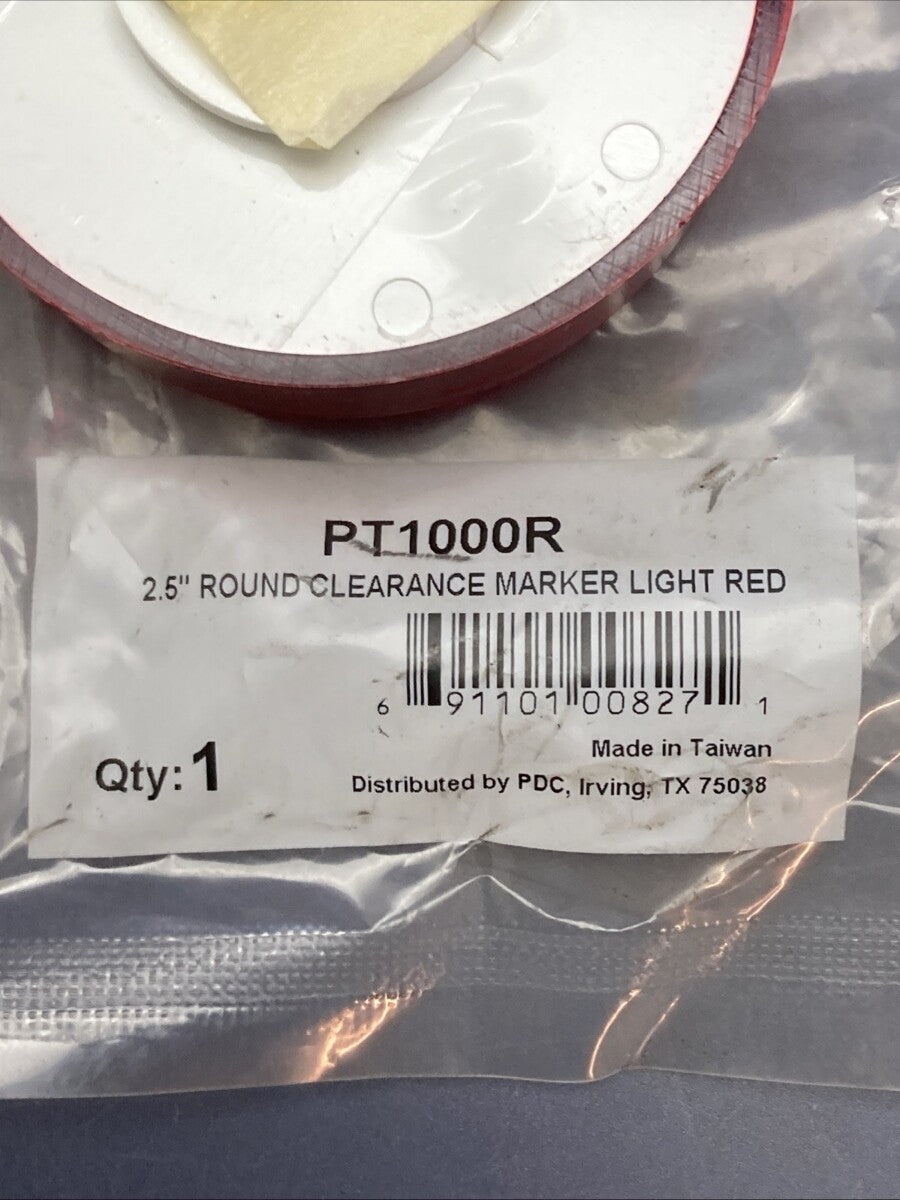 PT1000R
2.5" ROUND CLEARANCE MARKER LIGHT RED
6 91101 00827 1
Made in Taiwan
Qty: 1
Distributed by PDC, Irving, TX 75038